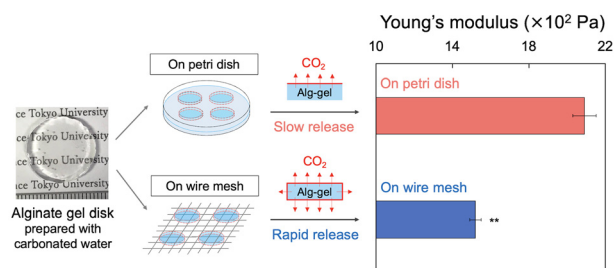 Young's modulus (×10² Pa)
10 14 18 22
On petri dish
CO₂
Alg-gel
Slow release
On petri dish
ce Tokyo University
ce Tokyo University
ce Tokyo University
ce Tokyo University
Alginate gel disk
prepared with
carbonated water
On wire mesh
CO₂
Alg-gel
Rapid release
On wire mesh
**